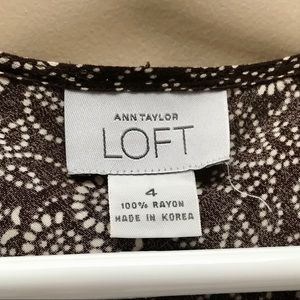 ANN TAYLOR
LOFT
4
100% RAYON
MADE IN KOREA